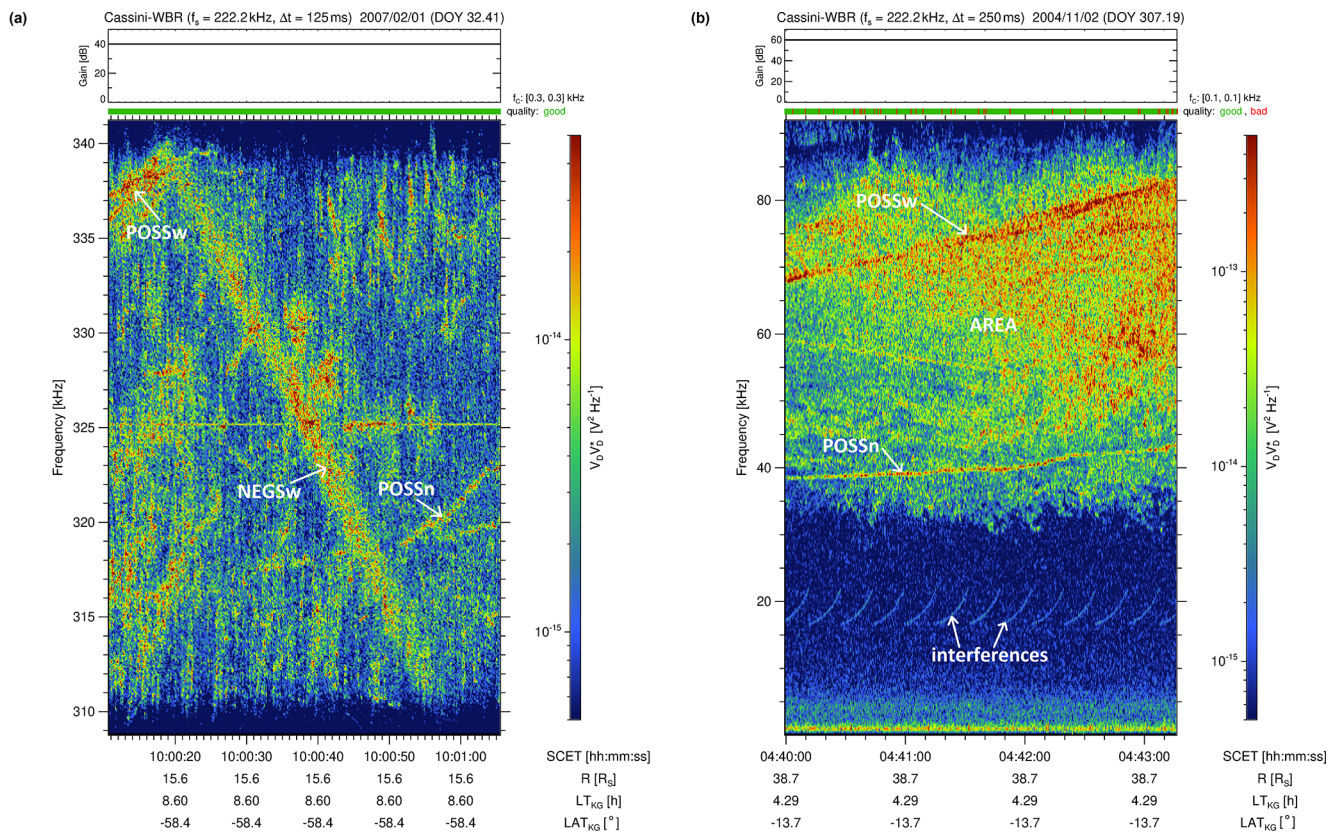 (a)
Cassini-WBR (fs = 222.2 kHz, Δt = 125 ms) 2007/02/01 (DOY 32.41)
Gain [dB]
40
20
0
fC: [0.3, 0.3] kHz
quality: good
Frequency [kHz]
340
335
330
325
320
315
310
POSSw
NEGSw
POSSn
10-14
10-15
VDV*D [V2 Hz-1]
10:00:20 10:00:30 10:00:40 10:00:50 10:01:00 SCET [hh:mm:ss]
15.6 15.6 15.6 15.6 15.6 R [RS]
8.60 8.60 8.60 8.60 8.60 LTKG [h]
-58.4 -58.4 -58.4 -58.4 -58.4 LATKG [°]
(b)
Cassini-WBR (fs = 222.2 kHz, Δt = 250 ms) 2004/11/02 (DOY 307.19)
Gain [dB]
60
40
20
0
fC: [0.1, 0.1] kHz
quality: good , bad
Frequency [kHz]
80
60
40
20
POSSw
AREA
POSSn
interferences
10-13
10-14
10-15
VDV*D [V2 Hz-1]
04:40:00 04:41:00 04:42:00 04:43:00 SCET [hh:mm:ss]
38.7 38.7 38.7 38.7 R [RS]
4.29 4.29 4.29 4.29 LTKG [h]
-13.7 -13.7 -13.7 -13.7 LATKG [°]